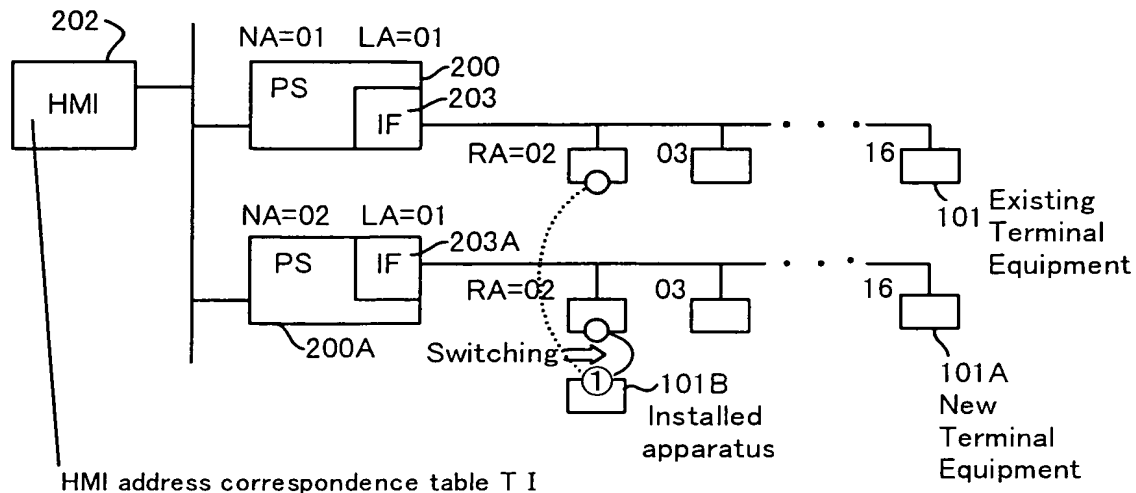 202
NA=01 LA=01
200
HMI
PS
203
IF
RA=02 03 16
101 Existing
Terminal
Equipment
NA=02 LA=01
203A
PS
IF
RA=02 03 16
200A
Switching
1
101B
Installed
apparatus
101A
New
Terminal
Equipment
HMI address correspondence table T I